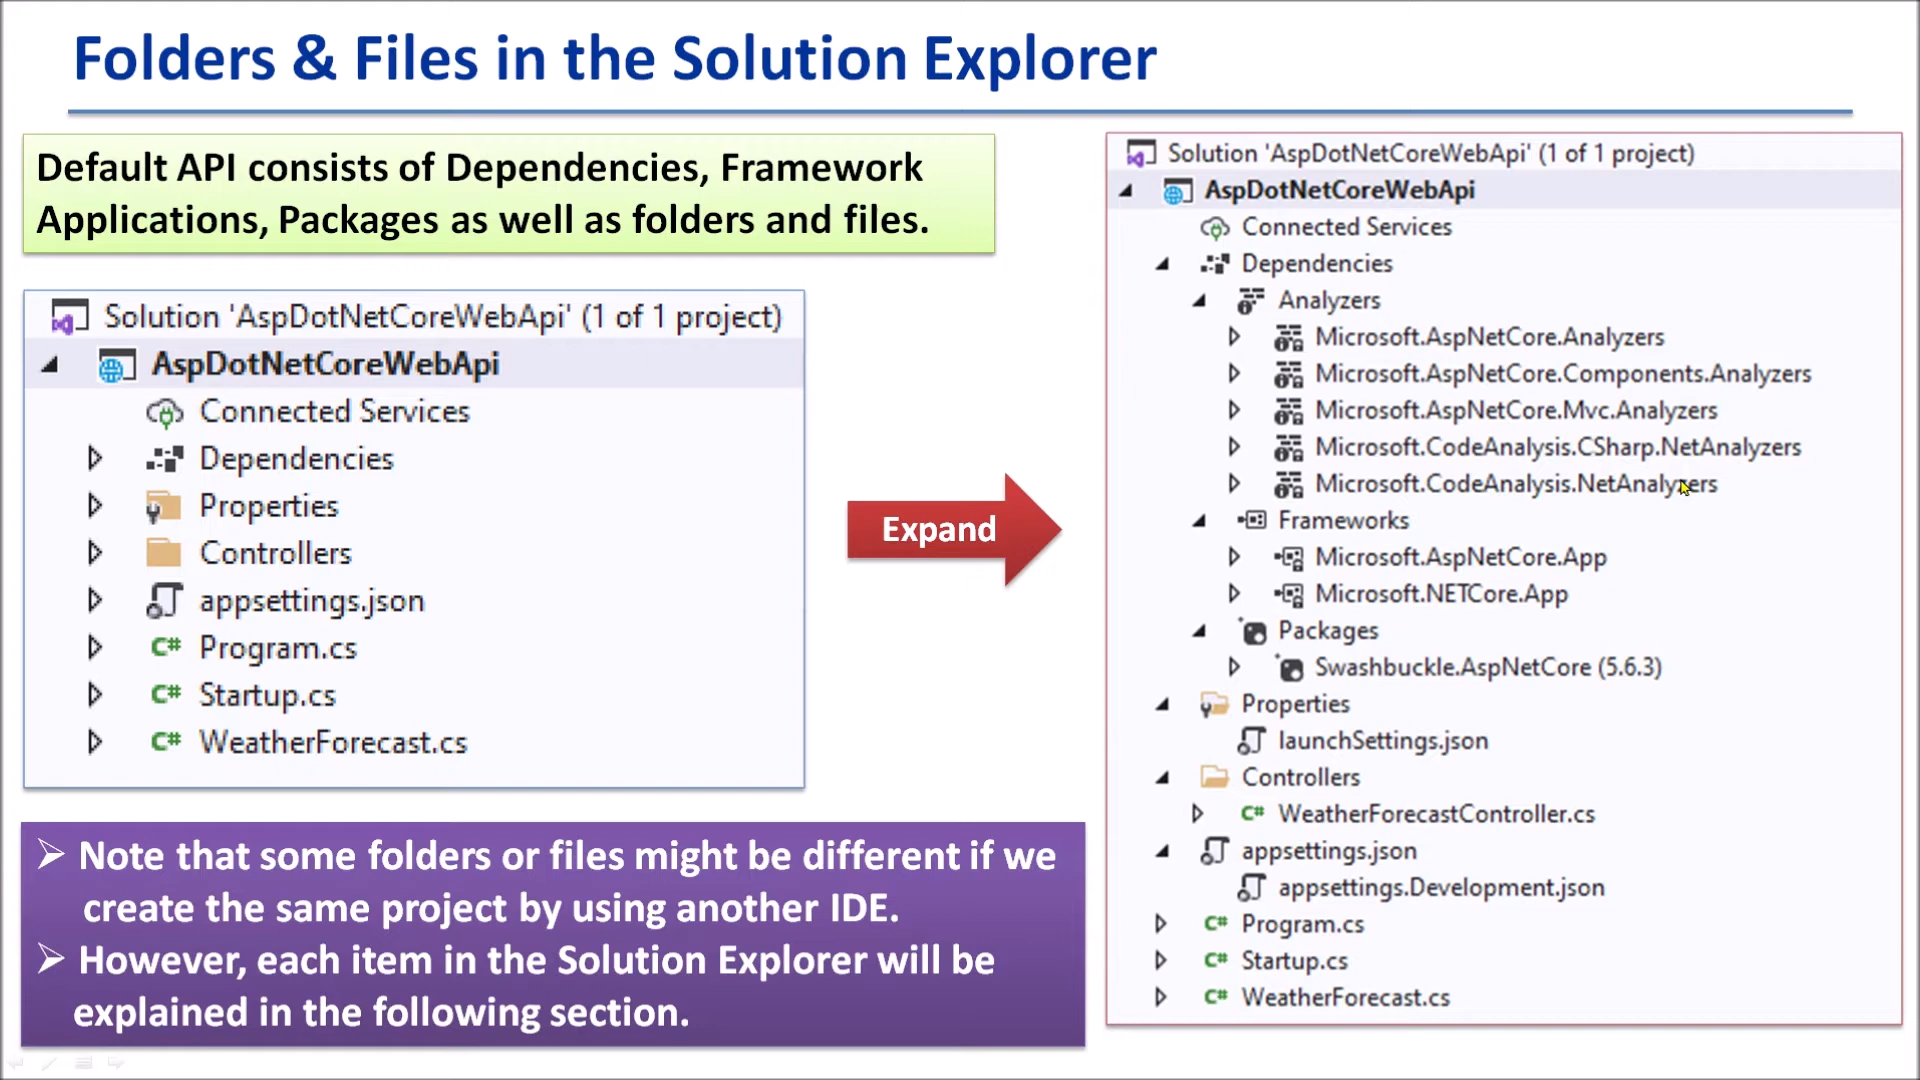 Folders & Files in the Solution Explorer
Default API consists of Dependencies, Framework
Applications, Packages as well as folders and files.
Solution 'AspDotNetCoreWebApi' (1 of 1 project)
AspDotNetCoreWebApi
Connected Services
Dependencies
Properties
Controllers
appsettings.json
C# Program.cs
C# Startup.cs
C# WeatherForecast.cs
Expand
Note that some folders or files might be different if we
create the same project by using another IDE.
However, each item in the Solution Explorer will be
explained in the following section.
Solution 'AspDotNetCoreWebApi' (1 of 1 project)
AspDotNetCoreWebApi
Connected Services
Dependencies
Analyzers
Microsoft.AspNetCore.Analyzers
Microsoft.AspNetCore.Components.Analyzers
Microsoft.AspNetCore.Mvc.Analyzers
Microsoft.CodeAnalysis.CSharp.NetAnalyzers
Microsoft.CodeAnalysis.NetAnalyzers
Frameworks
Microsoft.AspNetCore.App
Microsoft.NETCore.App
Packages
Swashbuckle.AspNetCore (5.6.3)
Properties
launchSettings.json
Controllers
C# WeatherForecastController.cs
appsettings.json
appsettings.Development.json
C# Program.cs
C# Startup.cs
C# WeatherForecast.cs